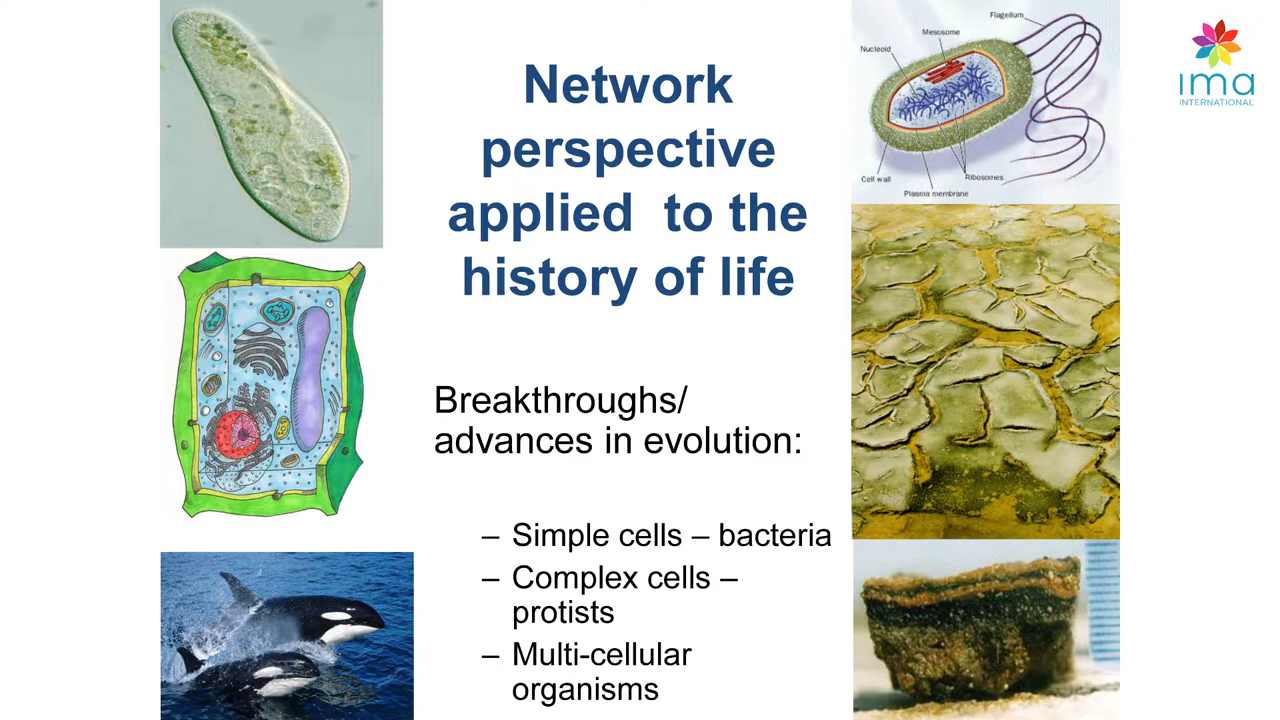 Network
perspective
applied  to the
history of life
Breakthroughs/
advances in evolution:
– Simple cells – bacteria
– Complex cells –
protists
– Multi-cellular
organisms
Flagellum
Mesosome
Nucleoid
Cell wall
Ribosomes
Plasma membrane
ima
INTERNATIONAL